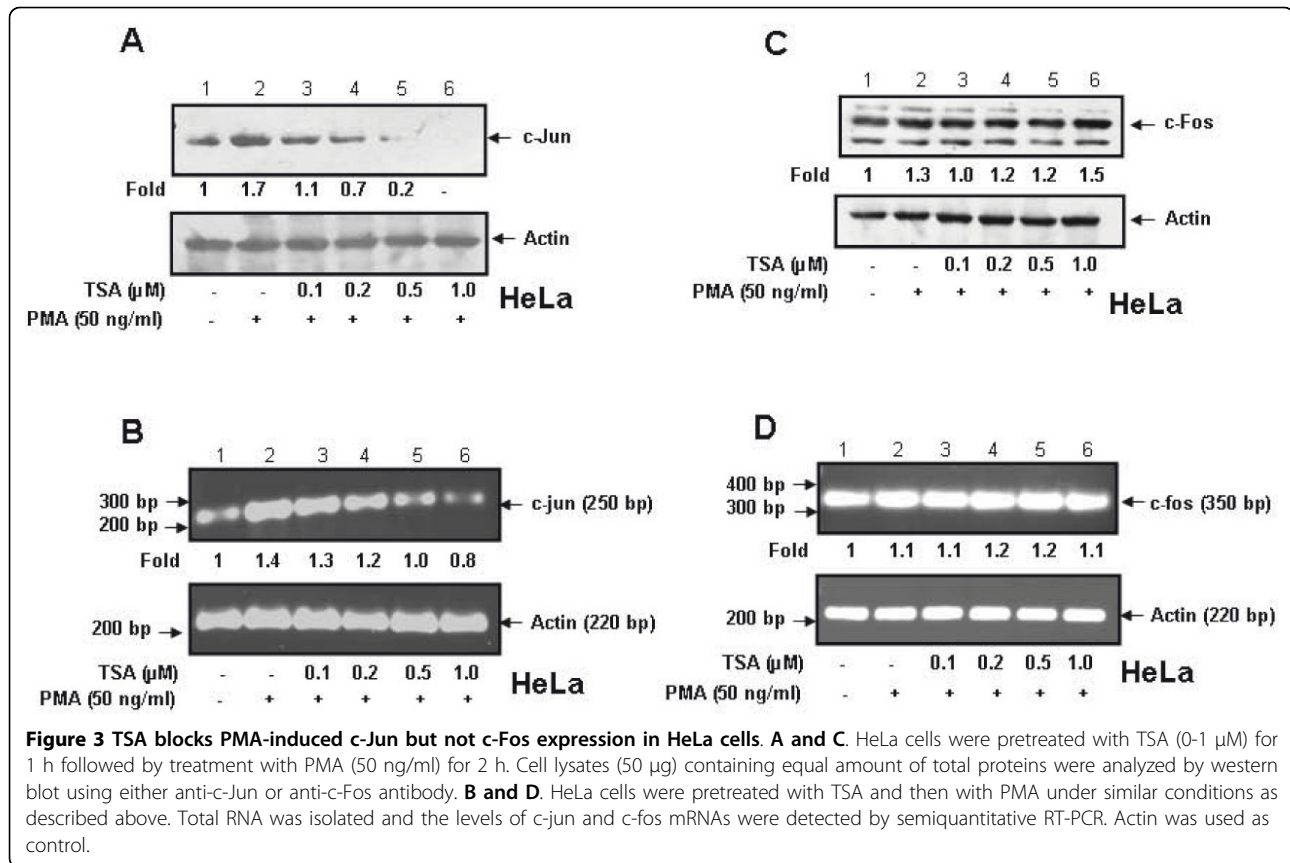 A
1 2 3 4 5 6
← c-Jun
Fold 1 1.7 1.1 0.7 0.2 -
← Actin
TSA (µM) - - 0.1 0.2 0.5 1.0
HeLa
PMA (50 ng/ml) - + + + + +
C
1 2 3 4 5 6
← c-Fos
Fold 1 1.3 1.0 1.2 1.2 1.5
← Actin
TSA (µM) - - 0.1 0.2 0.5 1.0
PMA (50 ng/ml) - + + + + +
HeLa
B
1 2 3 4 5 6
300 bp →
← c-jun (250 bp)
200 bp →
Fold 1 1.4 1.3 1.2 1.0 0.8
← Actin (220 bp)
200 bp →
TSA (µM) - - 0.1 0.2 0.5 1.0
HeLa
PMA (50 ng/ml) - + + + + +
D
1 2 3 4 5 6
400 bp →
← c-fos (350 bp)
300 bp →
Fold 1 1.1 1.1 1.2 1.2 1.1
200 bp →
← Actin (220 bp)
TSA (µM) - - 0.1 0.2 0.5 1.0
HeLa
PMA (50 ng/ml) - + + + + +
Figure 3 TSA blocks PMA-induced c-Jun but not c-Fos expression in HeLa cells. A and C. HeLa cells were pretreated with TSA (0-1 µM) for
1 h followed by treatment with PMA (50 ng/ml) for 2 h. Cell lysates (50 µg) containing equal amount of total proteins were analyzed by western
blot using either anti-c-Jun or anti-c-Fos antibody. B and D. HeLa cells were pretreated with TSA and then with PMA under similar conditions as
described above. Total RNA was isolated and the levels of c-jun and c-fos mRNAs were detected by semiquantitative RT-PCR. Actin was used as
control.